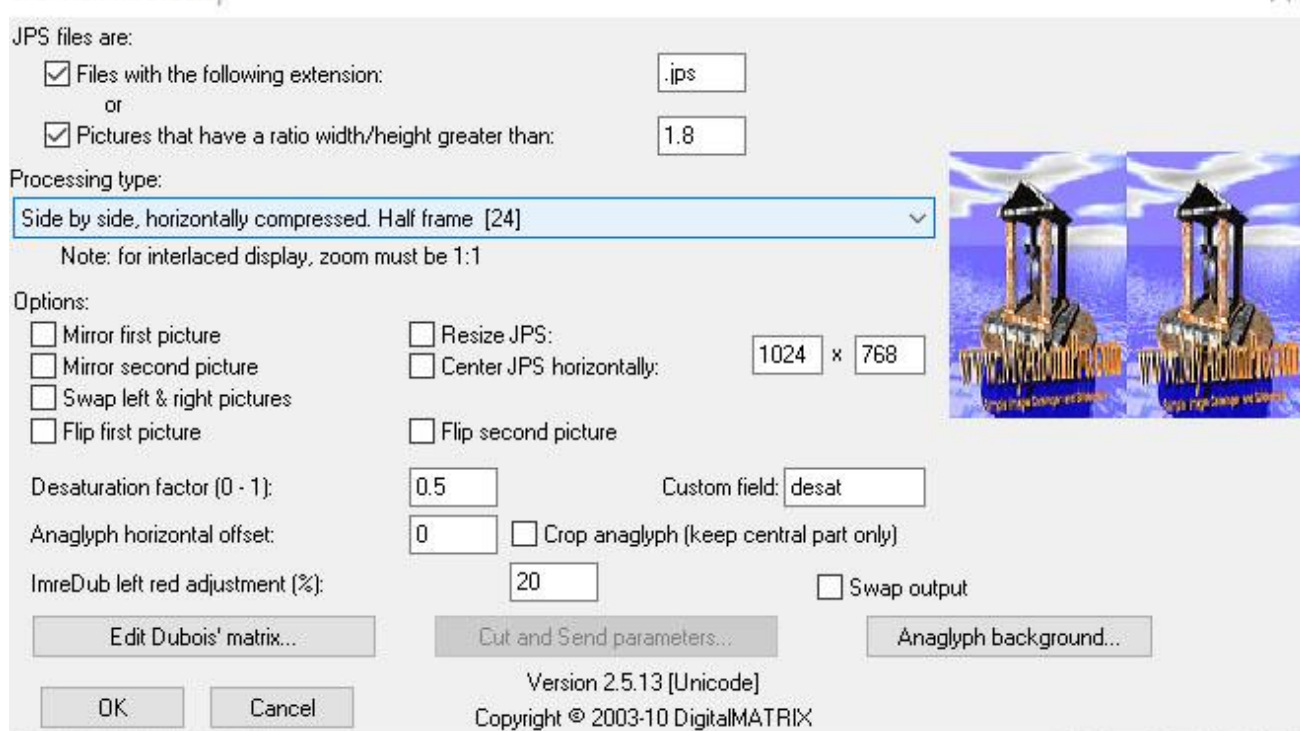 JPS files are:
Files with the following extension: .jps
or
Pictures that have a ratio width/height greater than: 1.8
Processing type:
Side by side, horizontally compressed. Half frame [24]
Note: for interlaced display, zoom must be 1:1
Options:
Mirror first picture Resize JPS:
Mirror second picture Center JPS horizontally: 1024 x 768
Swap left & right pictures
Flip first picture Flip second picture
Desaturation factor (0 - 1): 0.5 Custom field: desat
Anaglyph horizontal offset: 0 Crop anaglyph (keep central part only)
ImreDub left red adjustment (%): 20 Swap output
Edit Dubois' matrix... Cut and Send parameters... Anaglyph background...
Version 2.5.13 [Unicode]
OK Cancel
Copyright © 2003-10 DigitalMATRIX